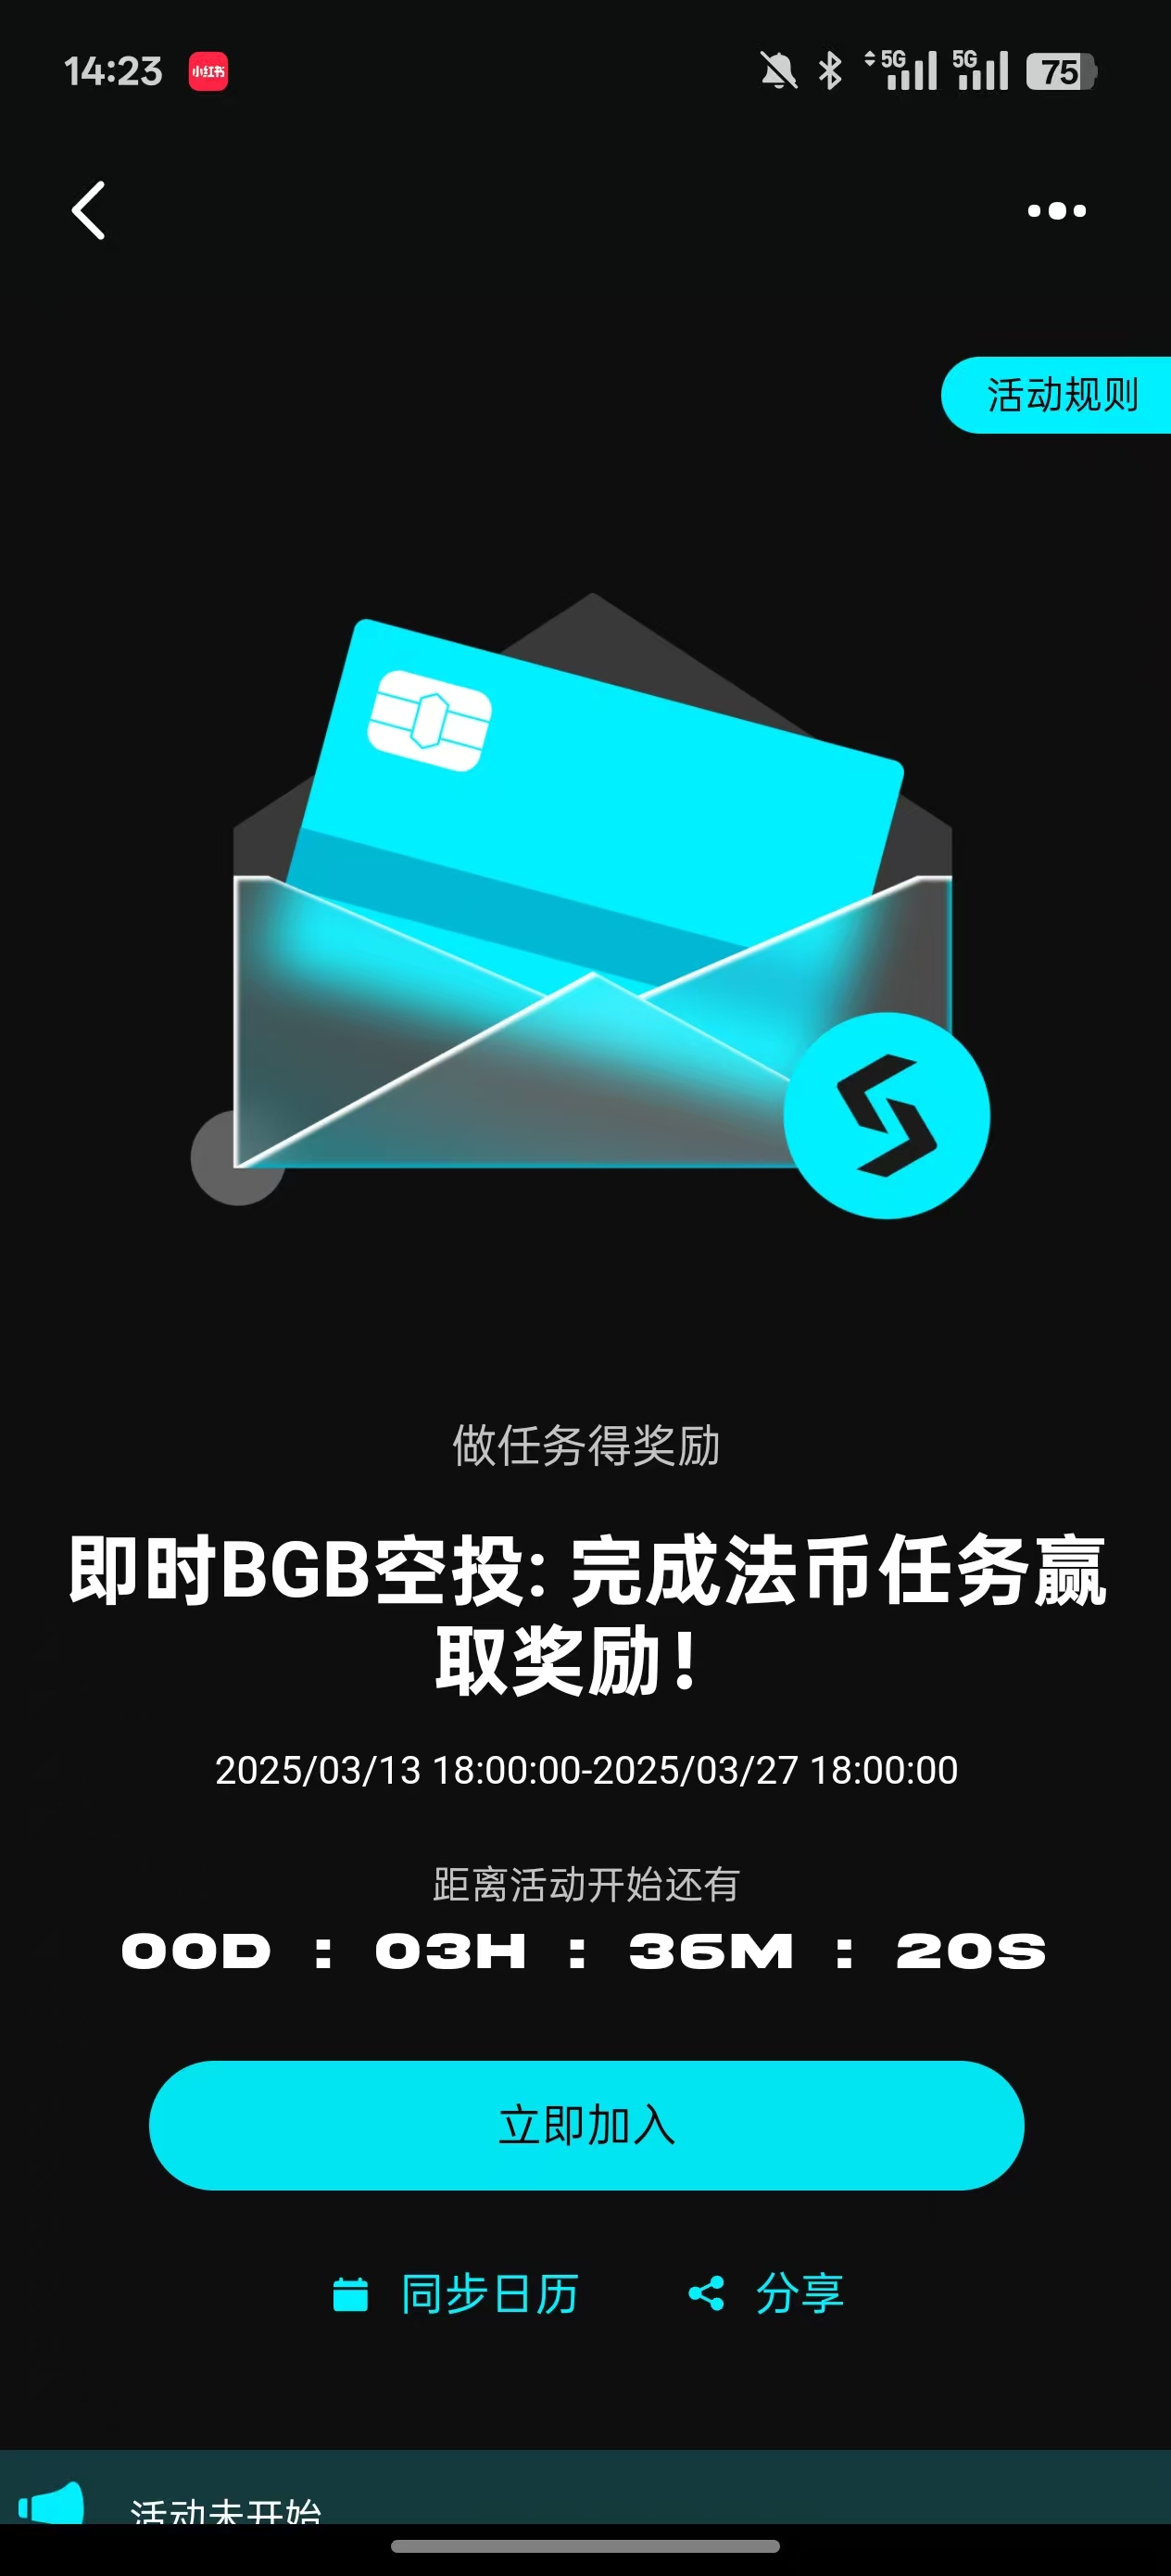 14:23 小红书 5G 5G 75
活动规则
做任务得奖励
即时BGB空投: 完成法币任务赢
取奖励！
2025/03/13 18:00:00-2025/03/27 18:00:00
距离活动开始还有
00D : 03H : 36M : 20S
立即加入
同步日历 分享
活动未开始